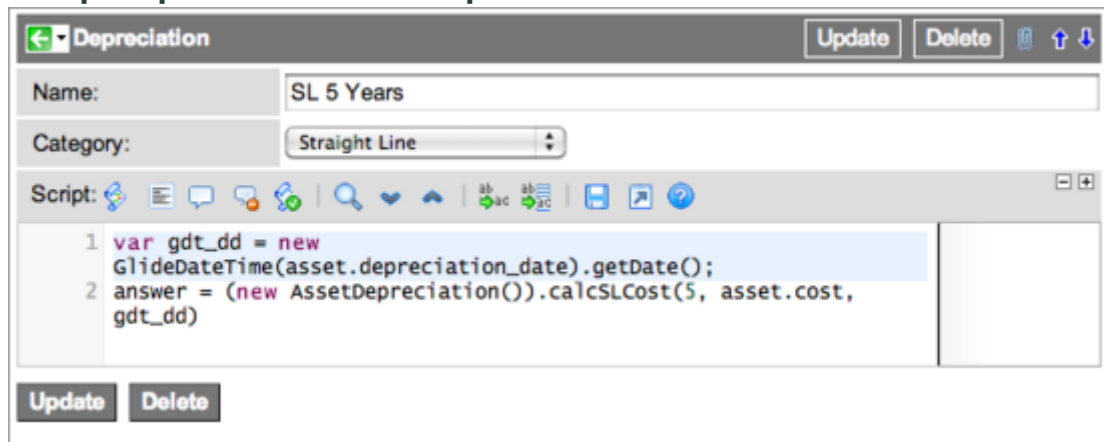 Depreciation Update Delete
Name: SL 5 Years
Category: Straight Line
Script:
1 var gdt_dd = new
GlideDateTime(asset.depreciation_date).getDate();
2 answer = (new AssetDepreciation()).calcSLCost(5, asset.cost,
gdt_dd)
Update Delete